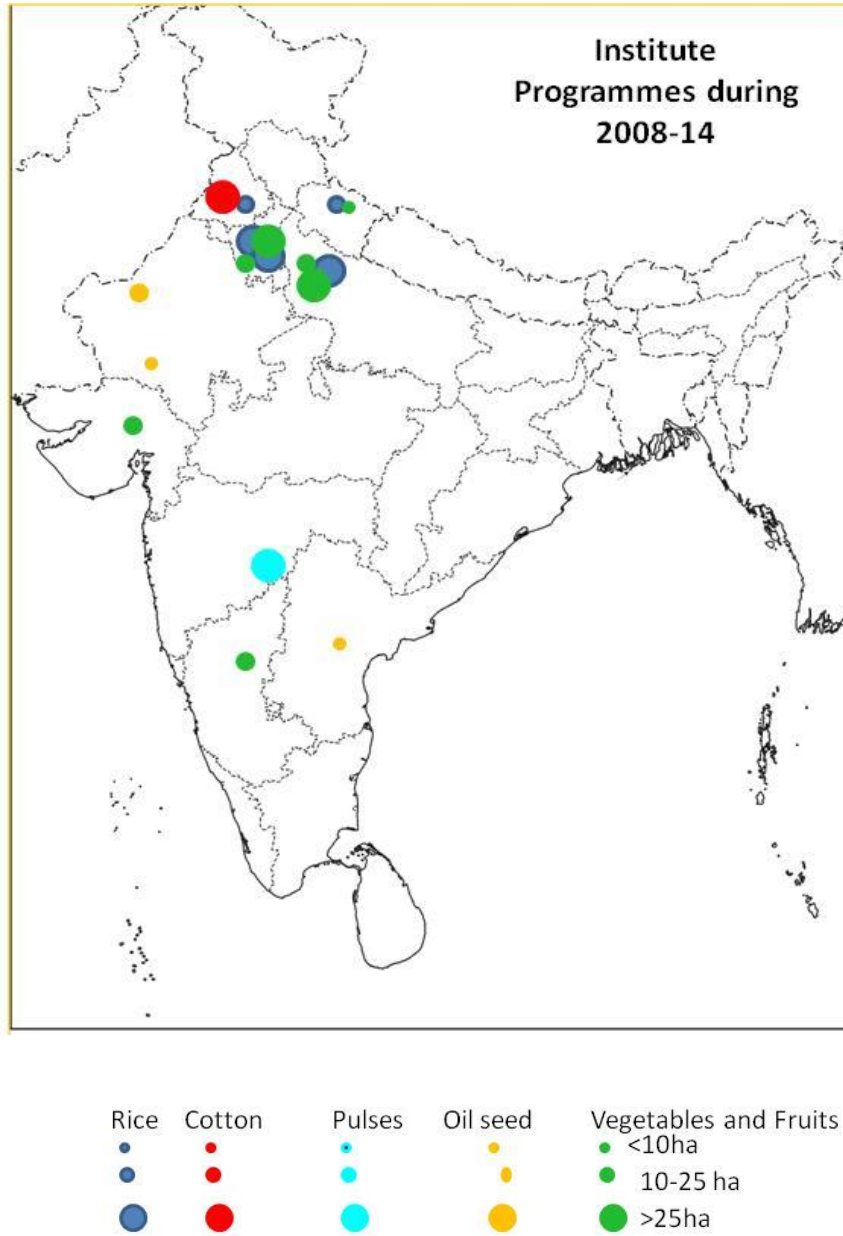 Institute
Programmes during
2008-14
Rice Cotton Pulses Oil seed Vegetables and Fruits
<10ha
10-25 ha
>25ha